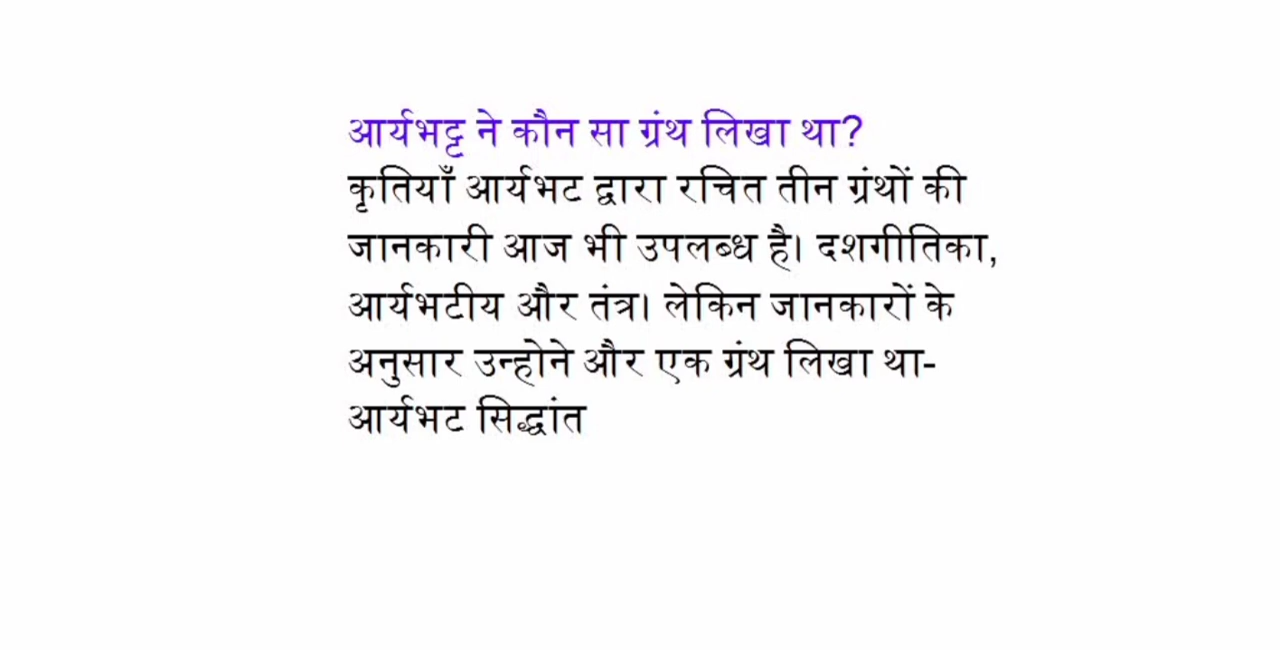 आर्यभट्ट ने कौन सा ग्रंथ लिखा था?
कृतियाँ आर्यभट द्वारा रचित तीन ग्रंथों की
जानकारी आज भी उपलब्ध है। दशगीतिका,
आर्यभटीय और तंत्र। लेकिन जानकारों के
अनुसार उन्होने और एक ग्रंथ लिखा था-
आर्यभट सिद्धांत